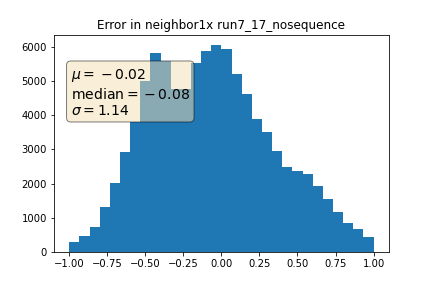 Error in neighbor1x run7_17_nosequence
μ = −0.02
median = −0.08
σ = 1.14
6000
5000
4000
3000
2000
1000
0
−1.00 −0.75 −0.50 −0.25 0.00 0.25 0.50 0.75 1.00